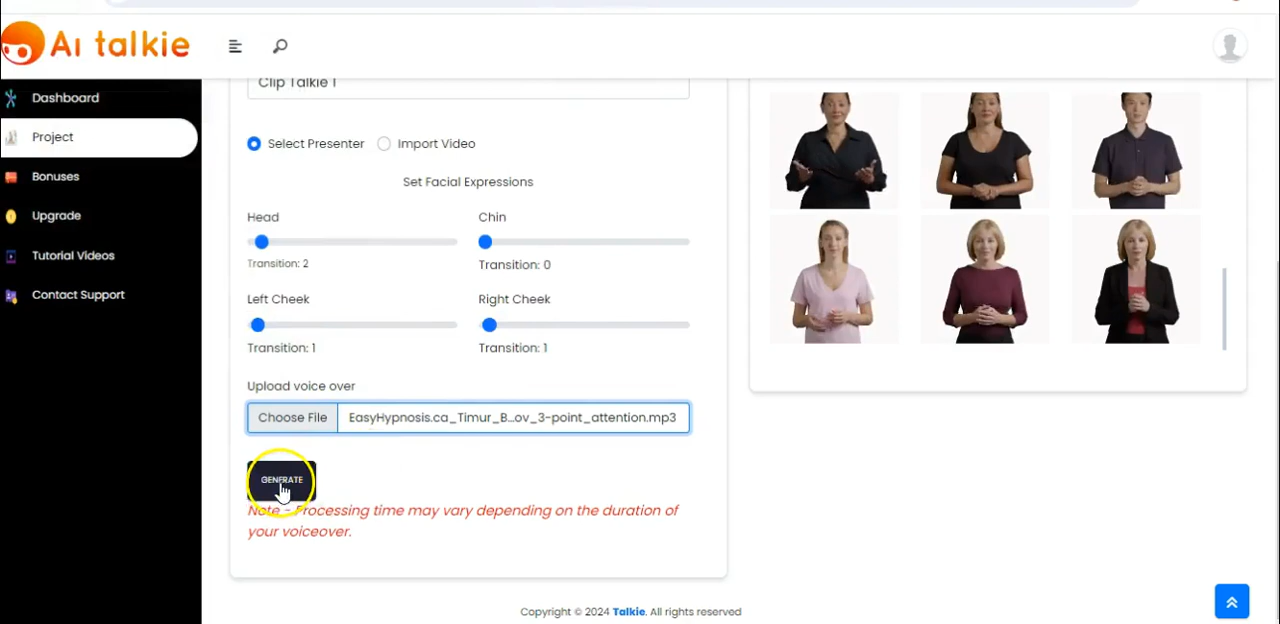 Ai talkie
Clip Talkie 1
Dashboard
Project
Bonuses
Upgrade
Tutorial Videos
Contact Support
Select Presenter Import Video
Set Facial Expressions
Head Chin
Transition: 2 Transition: 0
Left Cheek Right Cheek
Transition: 1 Transition: 1
Upload voice over
Choose File EasyHypnosis.ca_Timur_B...ov_3-point_attention.mp3
GENERATE
Note - Processing time may vary depending on the duration of
your voiceover.
Copyright © 2024 Talkie. All rights reserved